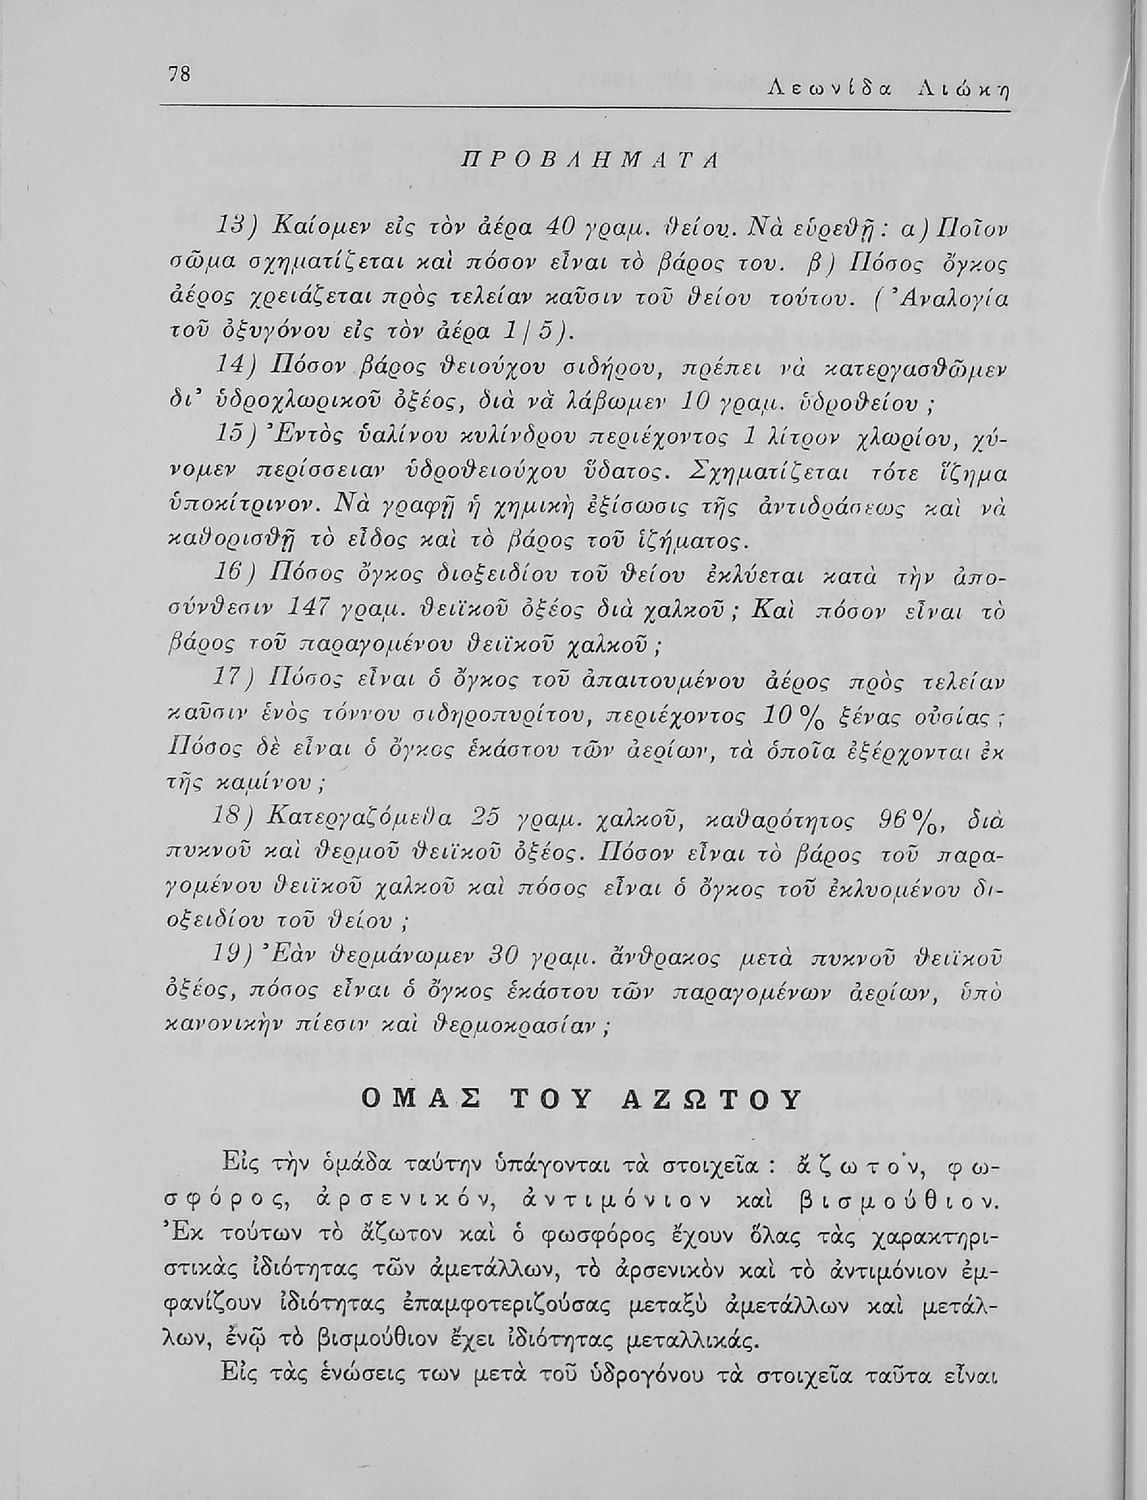 78
Λεωνίδα Λιώκη
ΠΡΟΒΛΗΜΑΤΑ
13) Καίομεν εἰς τὸν ἀέρα 40 γραμ. θείου. Νὰ εὑρεθῇ: α) Ποῖον
σῶμα σχηματίζεται καὶ πόσον εἶναι τὸ βάρος του. β) Πόσος ὄγκος
ἀέρος χρειάζεται πρὸς τελείαν καῦσιν τοῦ θείου τούτου. (Ἀναλογία
τοῦ ὀξυγόνου εἰς τὸν ἀέρα 1/5).
14) Πόσον βάρος θειούχου σιδήρου, πρέπει νὰ κατεργασθῶμεν
δι' ὑδροχλωρικοῦ ὀξέος, διὰ νὰ λάβωμεν 10 γραμ. ὑδροθείου;
15) Ἐντὸς ὑαλίνου κυλίνδρου περιέχοντος 1 λίτρον χλωρίου, χύ-
νομεν περίσσειαν ὑδροθειούχου ὕδατος. Σχηματίζεται τότε ἵζημα
ὑποκίτρινον. Νὰ γραφῇ ἡ χημικὴ ἐξίσωσις τῆς ἀντιδράσεως καὶ νὰ
καθορισθῇ τὸ εἶδος καὶ τὸ βάρος τοῦ ἱζήματος.
16) Πόσος ὄγκος διοξειδίου τοῦ θείου ἐκλύεται κατὰ τὴν ἀπο-
σύνθεσιν 147 γραμ. θειϊκοῦ ὀξέος διὰ χαλκοῦ; Καὶ πόσον εἶναι τὸ
βάρος τοῦ παραγομένου θειϊκοῦ χαλκοῦ;
17) Πόσος εἶναι ὁ ὄγκος τοῦ ἀπαιτουμένου ἀέρος πρὸς τελείαν
καῦσιν ἑνὸς τόννου σιδηροπυρίτου, περιέχοντος 10% ξένας οὐσίας;
Πόσος δὲ εἶναι ὁ ὄγκος ἑκάστου τῶν ἀερίων, τὰ ὁποῖα ἐξέρχονται ἐκ
τῆς καμίνου;
18) Κατεργαζόμεθα 25 γραμ. χαλκοῦ, καθαρότητος 96%, διὰ
πυκνοῦ καὶ θερμοῦ θειϊκοῦ ὀξέος. Πόσον εἶναι τὸ βάρος τοῦ παρα-
γομένου θειϊκοῦ χαλκοῦ καὶ πόσος εἶναι ὁ ὄγκος τοῦ ἐκλυομένου δι-
οξειδίου τοῦ θείου;
19) Ἐὰν θερμάνωμεν 30 γραμ. ἄνθρακος μετὰ πυκνοῦ θειϊκοῦ
ὀξέος, πόσος εἶναι ὁ ὄγκος ἑκάστου τῶν παραγομένων ἀερίων, ὑπὸ
κανονικὴν πίεσιν καὶ θερμοκρασίαν;
ΟΜΑΣ ΤΟΥ ΑΖΩΤΟΥ
Εἰς τὴν ὁμάδα ταύτην ὑπάγονται τὰ στοιχεῖα: ἄζωτον, φω-
σφόρος, ἀρσενικόν, ἀντιμόνιον καὶ βισμούθιον.
Ἐκ τούτων τὸ ἄζωτον καὶ ὁ φωσφόρος ἔχουν ὅλας τὰς χαρακτηρι-
στικὰς ἰδιότητας τῶν ἀμετάλλων, τὸ ἀρσενικὸν καὶ τὸ ἀντιμόνιον ἐμ-
φανίζουν ἰδιότητας ἐπαμφοτεριζούσας μεταξὺ ἀμετάλλων καὶ μετάλ-
λων, ἐνῷ τὸ βισμούθιον ἔχει ἰδιότητας μεταλλικάς.
Εἰς τὰς ἑνώσεις των μετὰ τοῦ ὑδρογόνου τὰ στοιχεῖα ταῦτα εἶναι